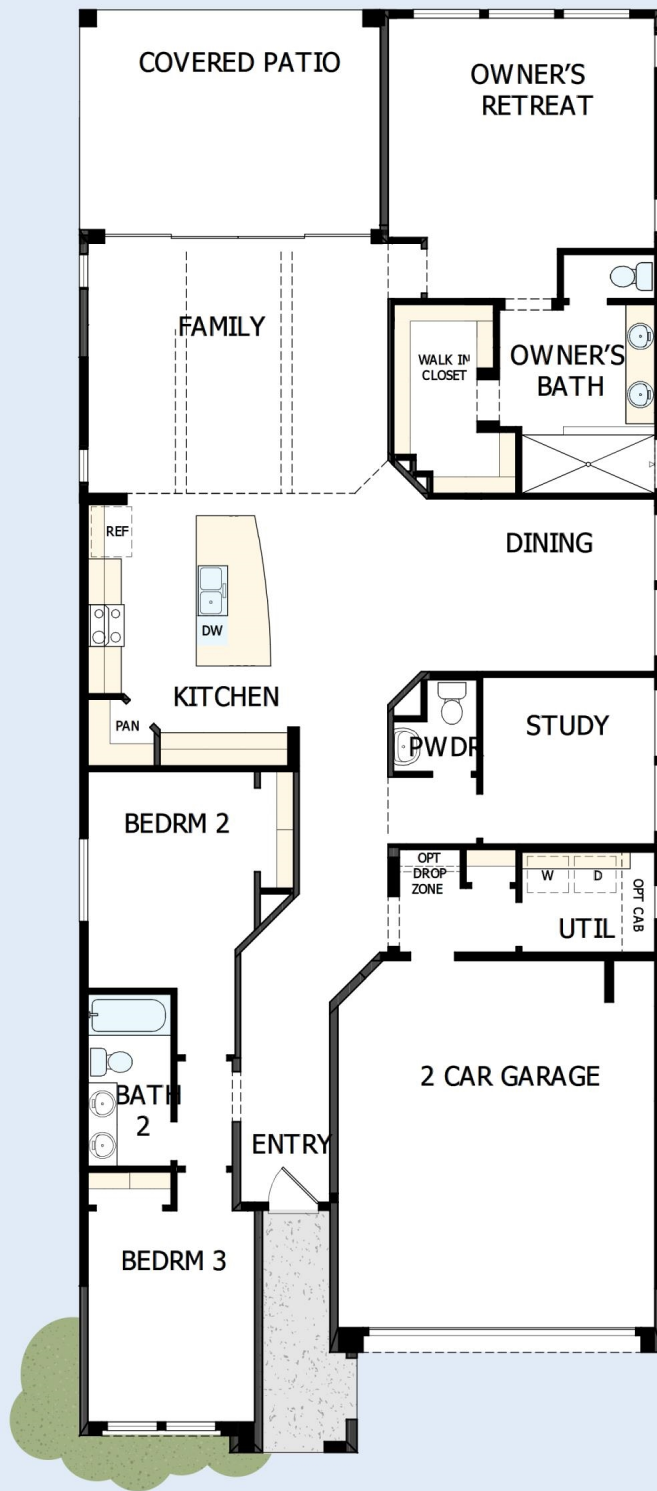 COVERED PATIO
OWNER'S
RETREAT
FAMILY
WALK IN
CLOSET
OWNER'S
BATH
REF
DINING
DW
KITCHEN
PAN
PWDR
STUDY
BEDRM 2
OPT
DROP
ZONE
W
D
OPT CAB
UTIL
2 CAR GARAGE
BATH
2
ENTRY
BEDRM 3